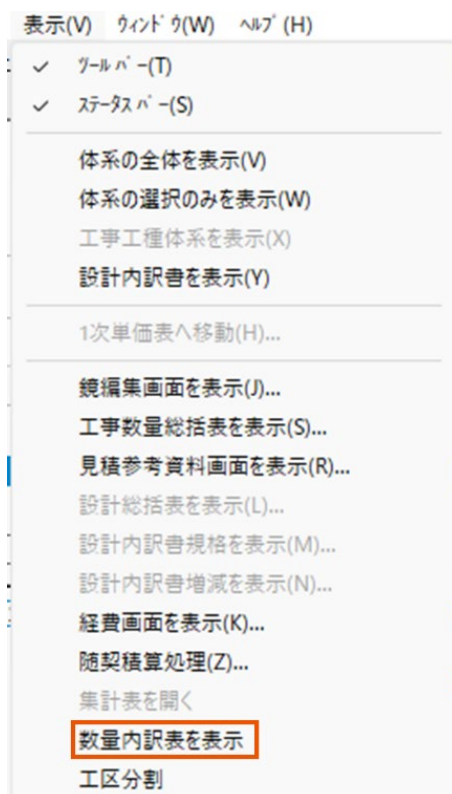 表示(V) ｳｨﾝﾄﾞｳ(W) ﾍﾙﾌﾟ(H)
ﾂｰﾙﾊﾞｰ(T)
ｽﾃｰﾀｽﾊﾞｰ(S)
体系の全体を表示(V)
体系の選択のみを表示(W)
工事工種体系を表示(X)
設計内訳書を表示(Y)
1次単価表へ移動(H)...
鏡編集画面を表示(J)...
工事数量総括表を表示(S)...
見積参考資料画面を表示(R)...
設計総括表を表示(L)...
設計内訳書規格を表示(M)...
設計内訳書増減を表示(N)...
経費画面を表示(K)...
随契積算処理(Z)...
集計表を開く
数量内訳表を表示
工区分割